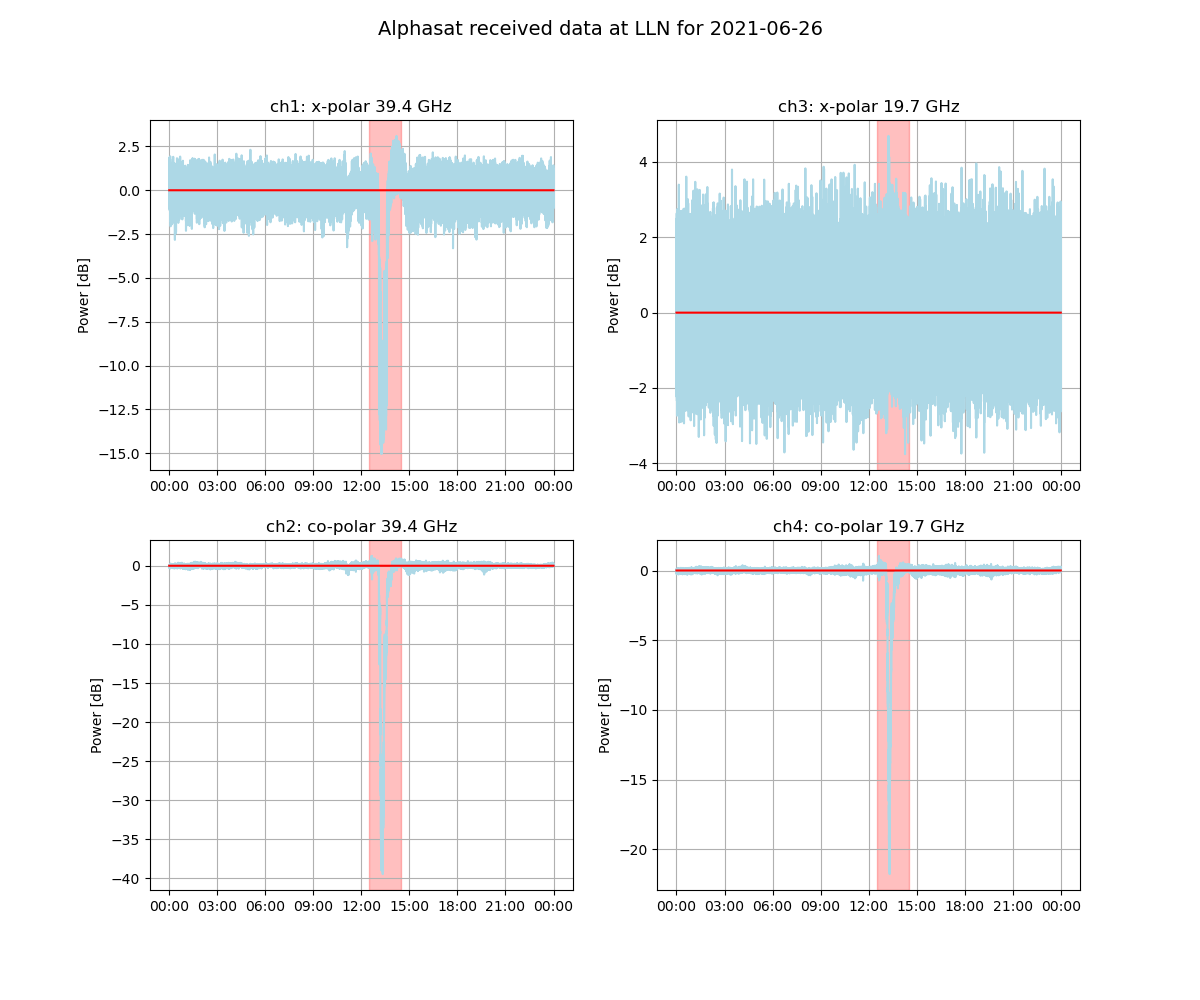 Alphasat received data at LLN for 2021-06-26
ch1: x-polar 39.4 GHz
Power [dB]
2.5
0.0
−2.5
−5.0
−7.5
−10.0
−12.5
−15.0
00:00 03:00 06:00 09:00 12:00 15:00 18:00 21:00 00:00
ch3: x-polar 19.7 GHz
Power [dB]
4
2
0
−2
−4
00:00 03:00 06:00 09:00 12:00 15:00 18:00 21:00 00:00
ch2: co-polar 39.4 GHz
Power [dB]
0
−5
−10
−15
−20
−25
−30
−35
−40
00:00 03:00 06:00 09:00 12:00 15:00 18:00 21:00 00:00
ch4: co-polar 19.7 GHz
Power [dB]
0
−5
−10
−15
−20
00:00 03:00 06:00 09:00 12:00 15:00 18:00 21:00 00:00